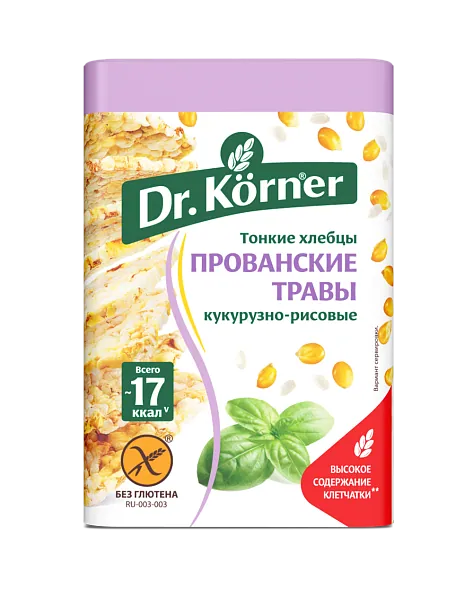 Dr. Körner®
Тонкие хлебцы
ПРОВАНСКИЕ
ТРАВЫ
кукурузно-рисовые
Вариант сервировки.
Всего
~17
ккал√
®
БЕЗ ГЛЮТЕНА
RU-003-003
ВЫСОКОЕ
СОДЕРЖАНИЕ
КЛЕТЧАТКИ**